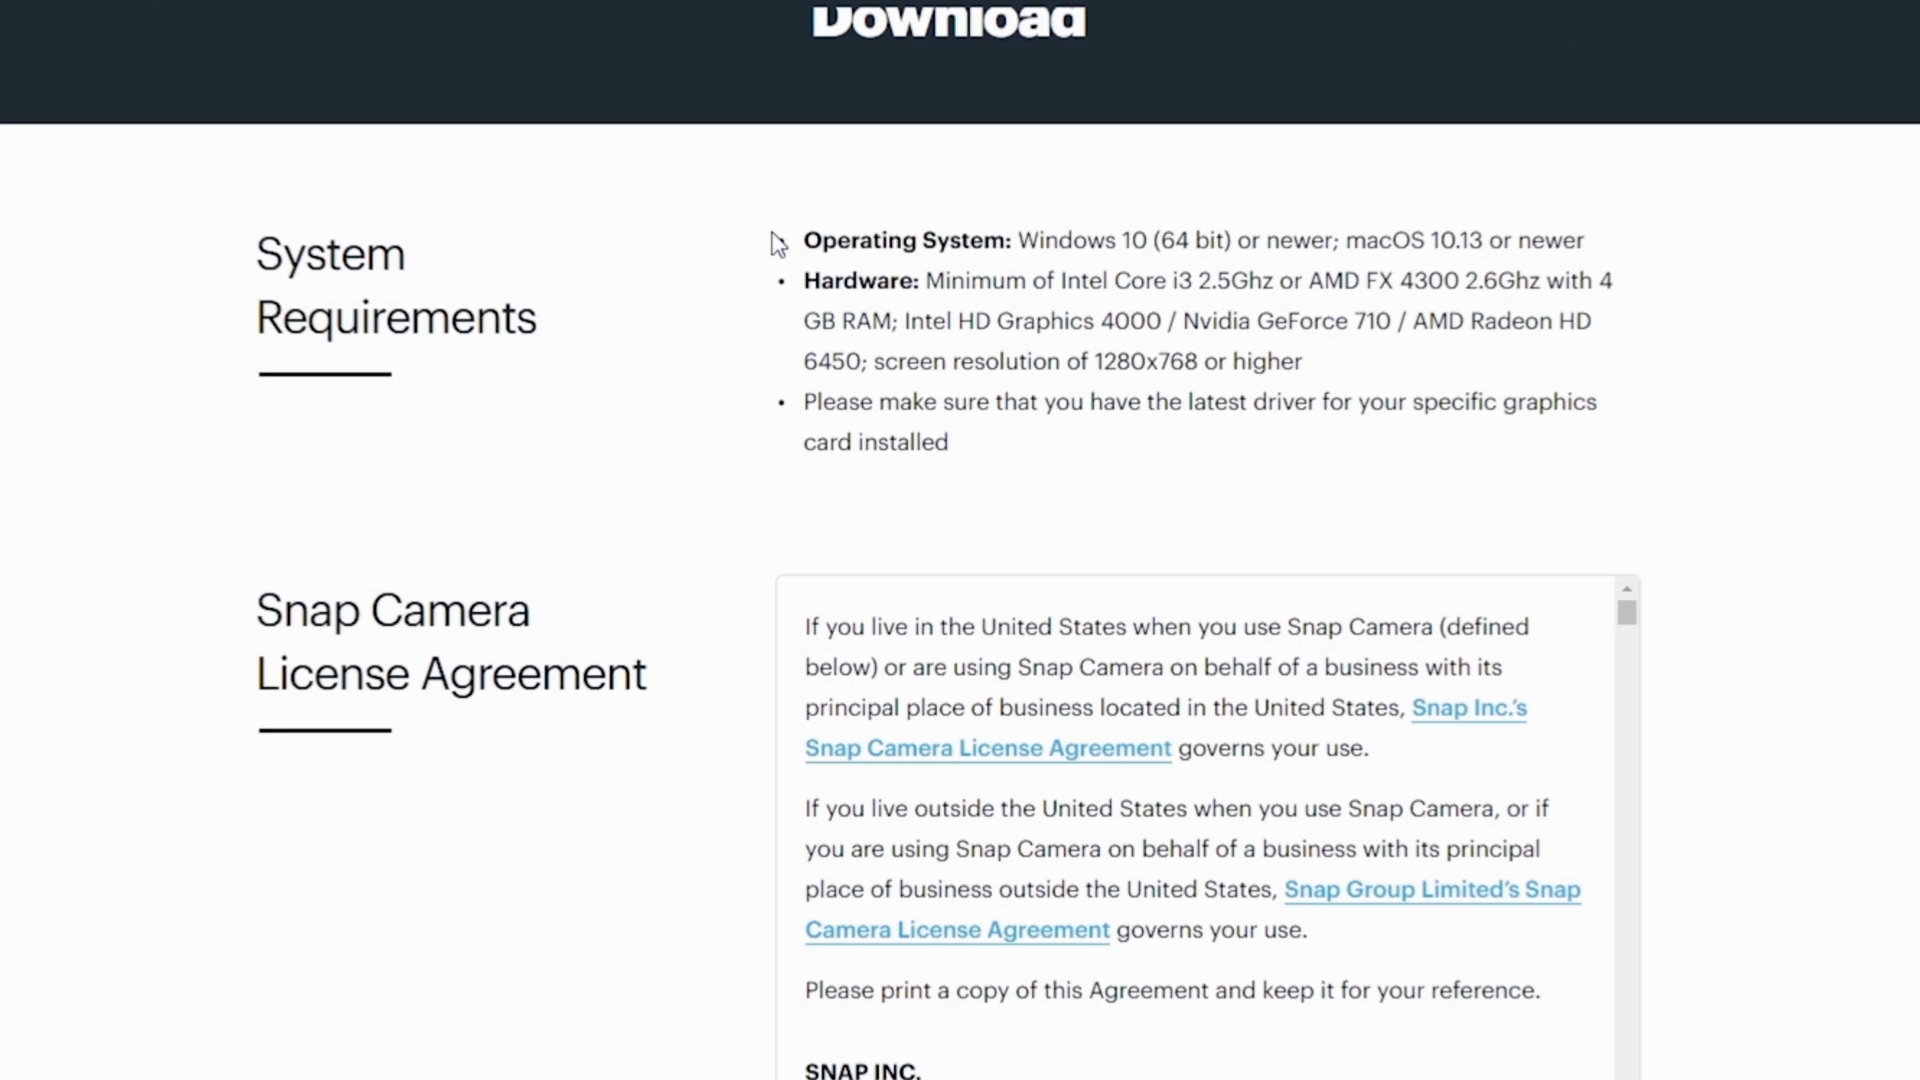 Download
System
Requirements
• Operating System: Windows 10 (64 bit) or newer; macOS 10.13 or newer
• Hardware: Minimum of Intel Core i3 2.5Ghz or AMD FX 4300 2.6Ghz with 4
GB RAM; Intel HD Graphics 4000 / Nvidia GeForce 710 / AMD Radeon HD
6450; screen resolution of 1280x768 or higher
• Please make sure that you have the latest driver for your specific graphics
card installed
Snap Camera
License Agreement
If you live in the United States when you use Snap Camera (defined
below) or are using Snap Camera on behalf of a business with its
principal place of business located in the United States, Snap Inc.’s
Snap Camera License Agreement governs your use.
If you live outside the United States when you use Snap Camera, or if
you are using Snap Camera on behalf of a business with its principal
place of business outside the United States, Snap Group Limited’s Snap
Camera License Agreement governs your use.
Please print a copy of this Agreement and keep it for your reference.
SNAP INC.